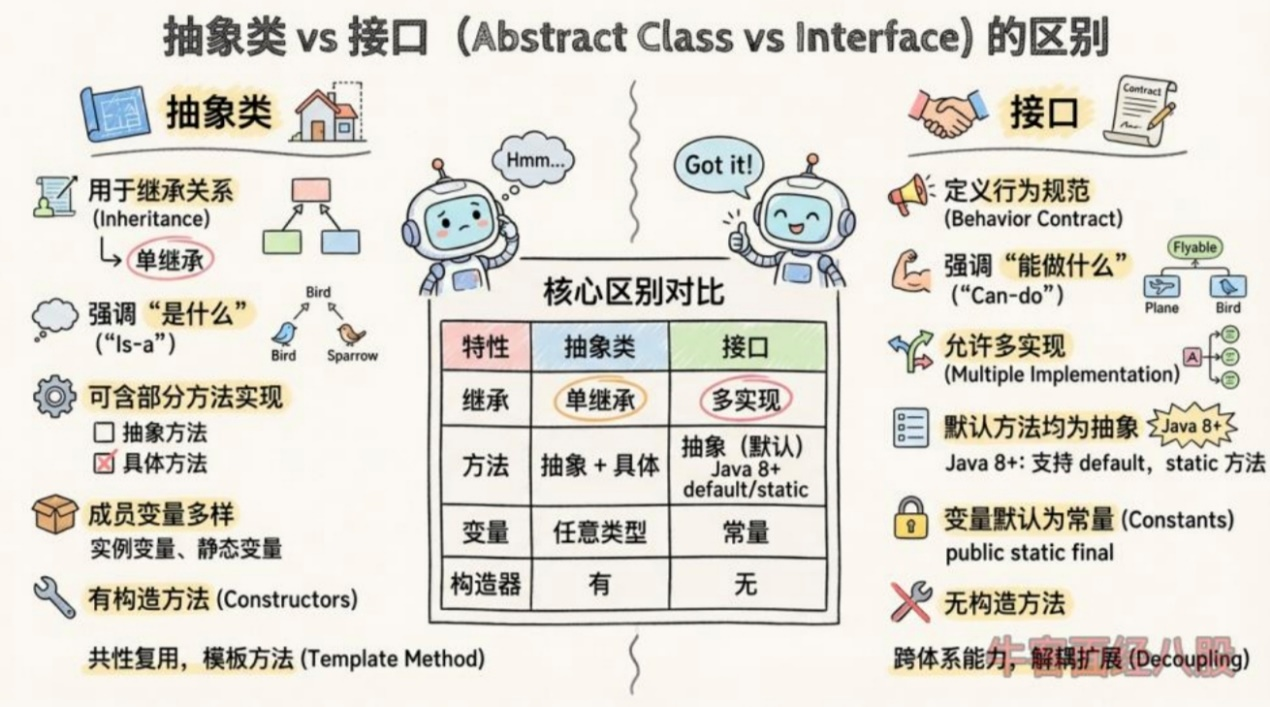 抽象类 vs 接口（Abstract Class vs Interface）的区别
抽象类
用于继承关系
(Inheritance)
单继承
强调“是什么”
(“Is-a”)
Bird
Bird
Sparrow
可含部分方法实现
抽象方法
具体方法
成员变量多样
实例变量、静态变量
有构造方法 (Constructors)
共性复用，模板方法 (Template Method)
Hmm...
Got it!
核心区别对比
特性 抽象类 接口
继承 单继承 多实现
方法 抽象 + 具体 抽象（默认）
Java 8+
default/static
变量 任意类型 常量
构造器 有 无
Contract
接口
定义行为规范
(Behavior Contract)
强调“能做什么”
(“Can-do”)
Flyable
Plane
Bird
允许多实现
(Multiple Implementation)
A
默认方法均为抽象
Java 8+
Java 8+: 支持 default，static 方法
变量默认为常量 (Constants)
public static final
无构造方法
跨体系能力，解耦扩展 (Decoupling)
牛客面经八股